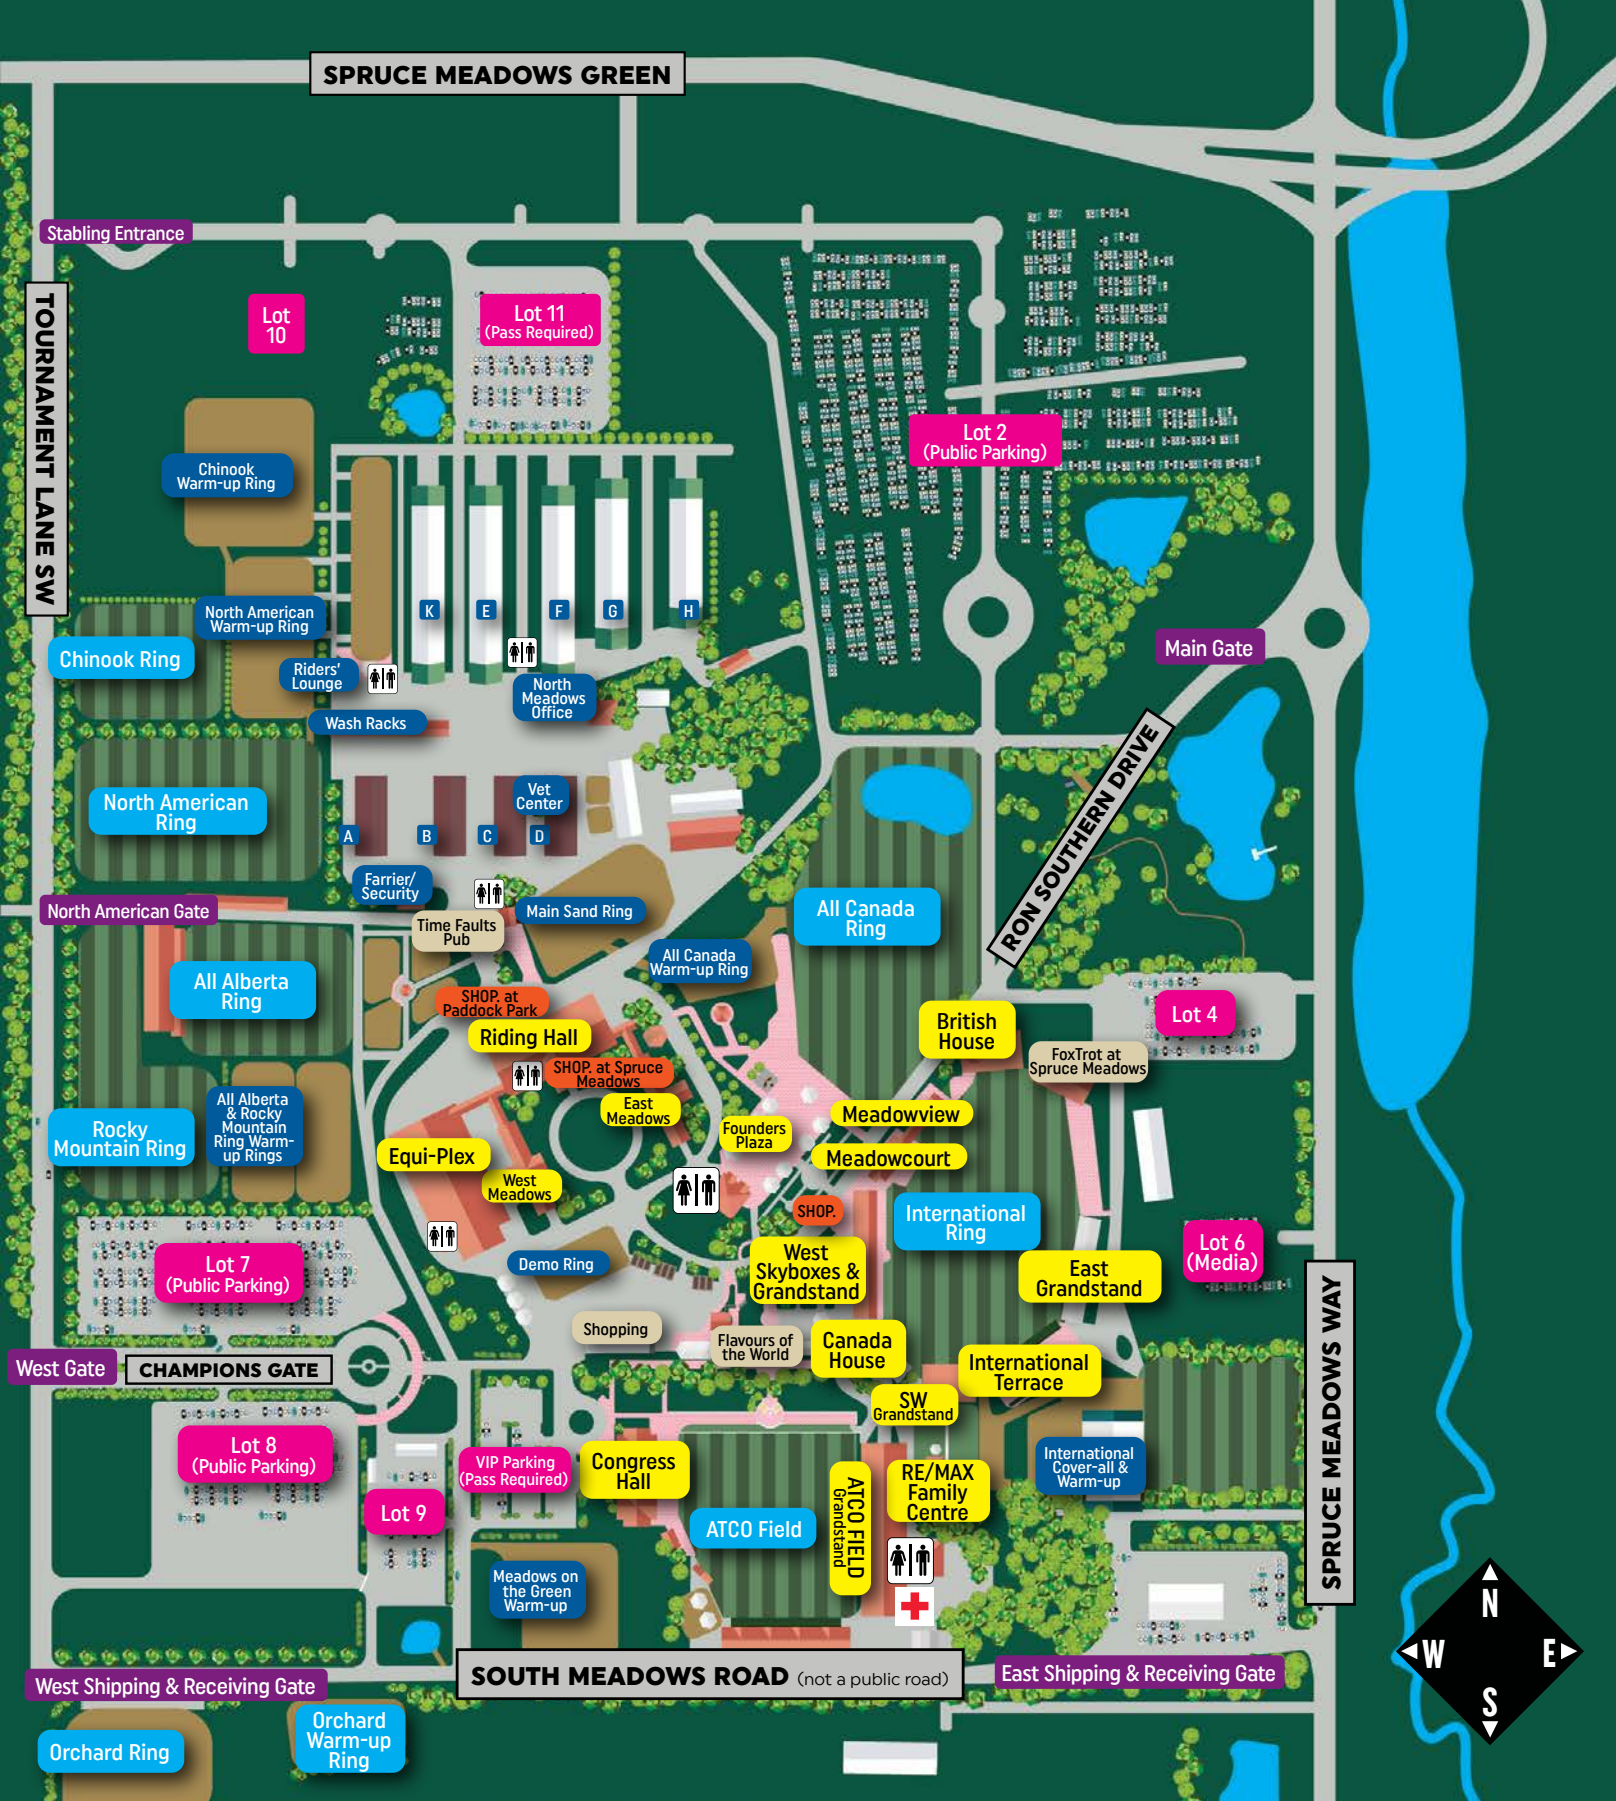 SPRUCE MEADOWS GREEN
Stabling Entrance
TOURNAMENT LANE SW
Lot
10
Lot 11
(Pass Required)
Lot 2
(Public Parking)
Chinook
Warm-up Ring
North American
Warm-up Ring
K
E
F
G
H
Chinook Ring
Riders'
Lounge
Main Gate
North
Meadows
Office
Wash Racks
RON SOUTHERN DRIVE
North American
Ring
Vet
Center
A
B
C
D
Farrier/
Security
North American Gate
Main Sand Ring
Time Faults
Pub
All Canada
Ring
All Canada
Warm-up Ring
All Alberta
Ring
SHOP. at
Paddock Park
Riding Hall
British
House
Lot 4
FoxTrot at
Spruce Meadows
SHOP. at Spruce
Meadows
East
Meadows
All Alberta
& Rocky
Mountain
Ring Warm-
up Rings
Rocky
Mountain Ring
Founders
Plaza
Meadowview
Meadowcourt
Equi-Plex
West
Meadows
SHOP.
International
Ring
Lot 6
(Media)
Lot 7
(Public Parking)
Demo Ring
West
Skyboxes &
Grandstand
East
Grandstand
SPRUCE MEADOWS WAY
Shopping
Flavours of
the World
Canada
House
International
Terrace
West Gate
CHAMPIONS GATE
SW
Grandstand
Lot 8
(Public Parking)
VIP Parking
(Pass Required)
Congress
Hall
ATCO FIELD
Grandstand
RE/MAX
Family
Centre
International
Cover-all &
Warm-up
Lot 9
ATCO Field
Meadows on
the Green
Warm-up
N
W
E
S
SOUTH MEADOWS ROAD (not a public road)
East Shipping & Receiving Gate
West Shipping & Receiving Gate
Orchard Ring
Orchard
Warm-up
Ring